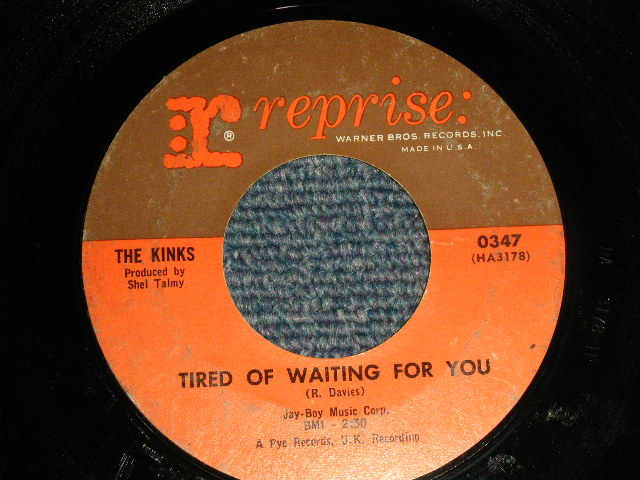 r® reprise:
WARNER BROS. RECORDS, INC.
MADE IN U.S.A.
THE KINKS
Produced by
Shel Talmy
0347
(HA3178)
TIRED OF WAITING FOR YOU
(R. Davies)
Jay-Boy Music Corp.
BMI - 2:30
A Pye Records, U.K. Recording